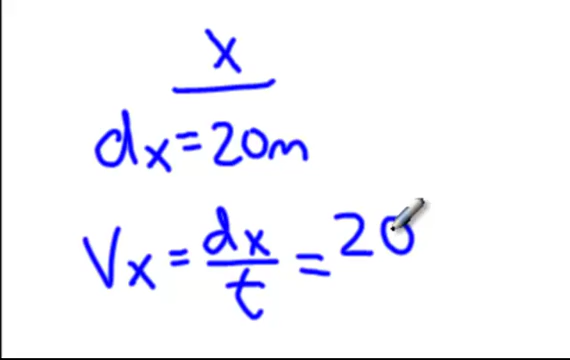 x
dx = 20m
Vx = dx/t = 20